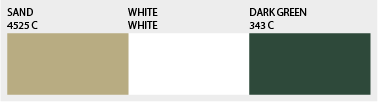 SAND
4525 C
WHITE
WHITE
DARK GREEN
343 C